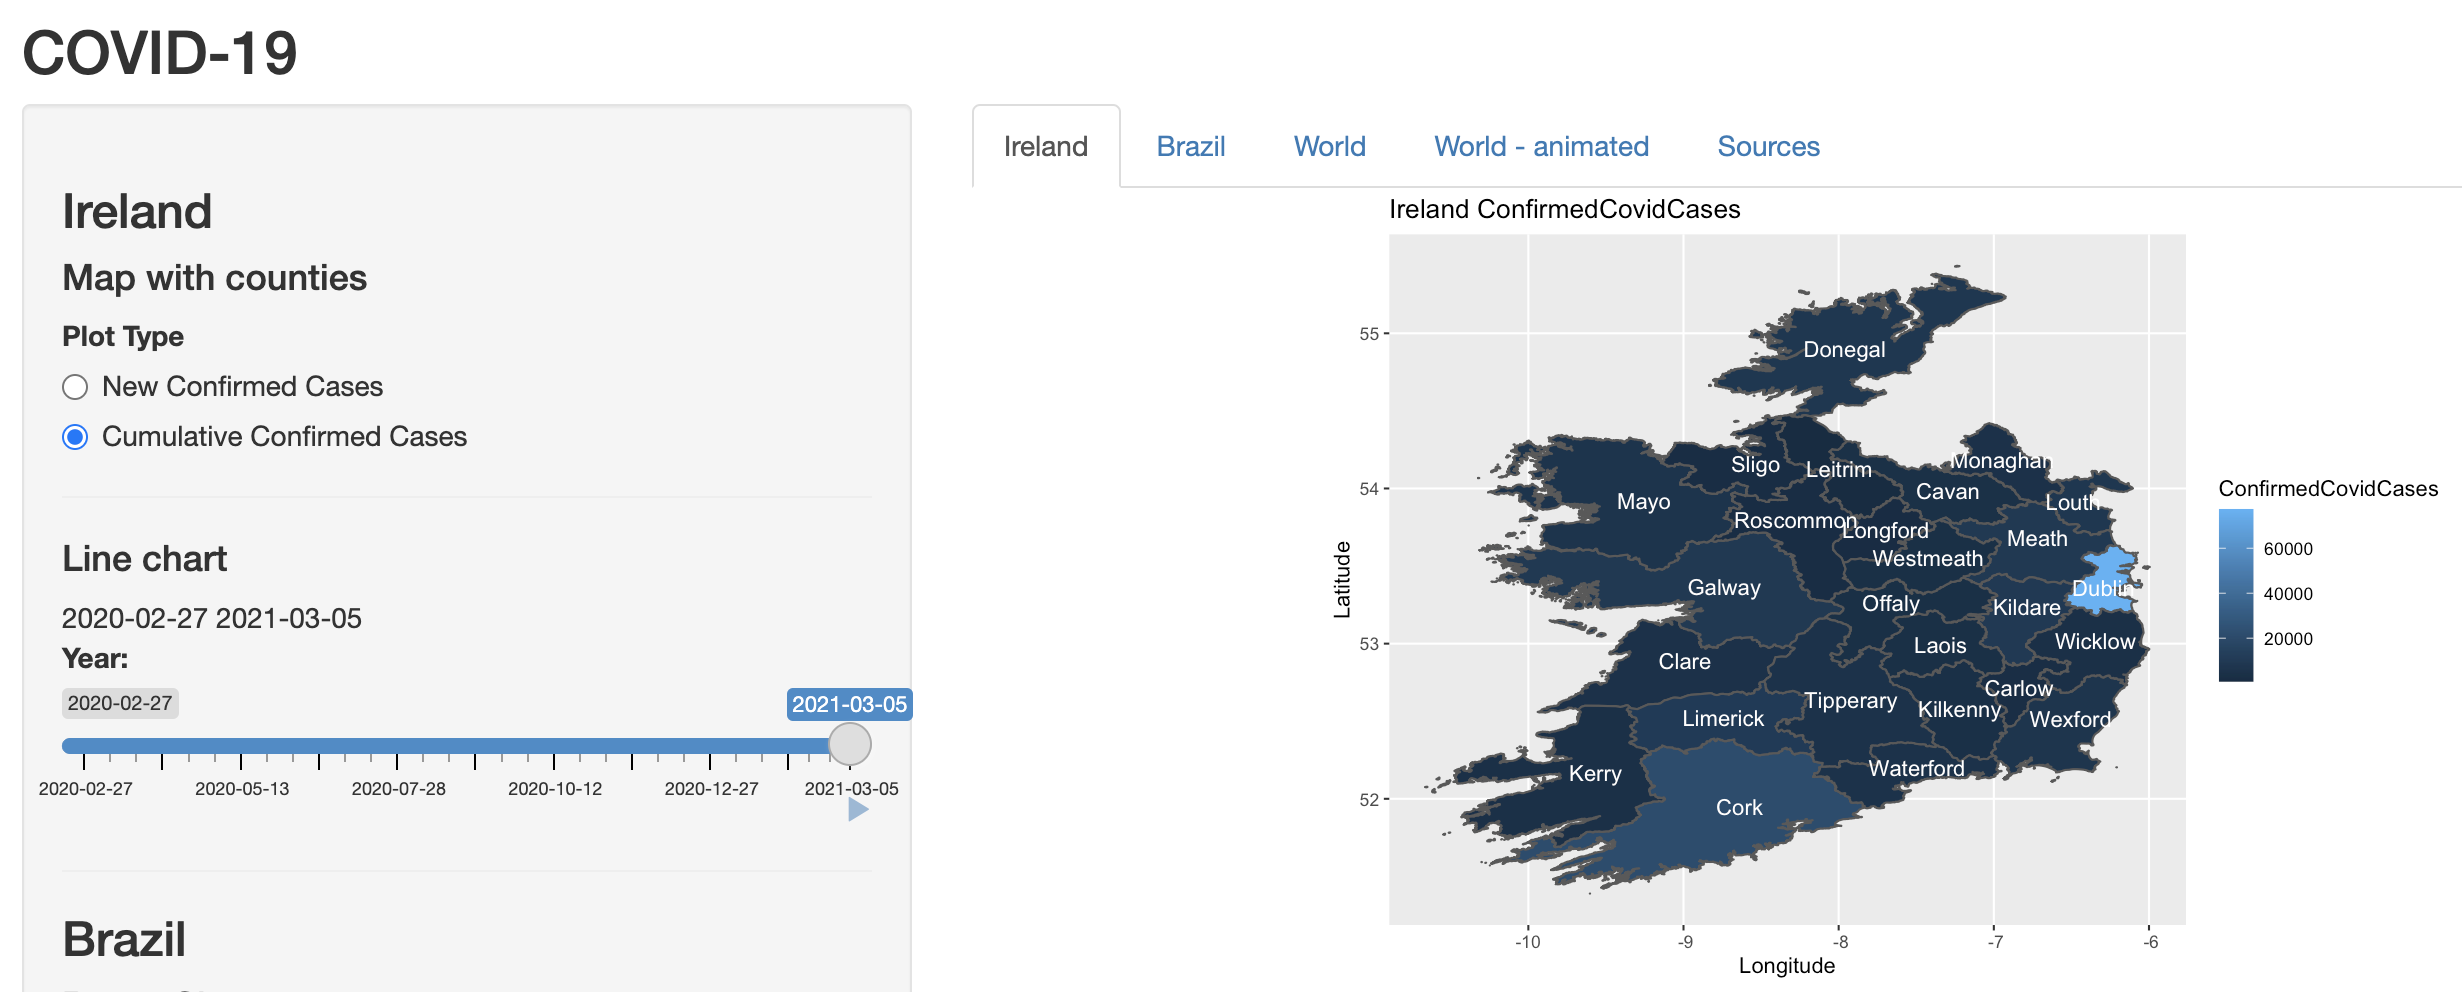 COVID-19
Ireland
Map with counties
Plot Type
New Confirmed Cases
Cumulative Confirmed Cases
Line chart
2020-02-27 2021-03-05
Year:
2020-02-27
2021-03-05
2020-02-27 2020-05-13 2020-07-28 2020-10-12 2020-12-27 2021-03-05
Brazil
Ireland Brazil World World - animated Sources
Ireland ConfirmedCovidCases
Latitude
55
54
53
52
Donegal
Sligo
Leitrim
Monaghan
Cavan
Mayo
Louth
Roscommon
Longford
Meath
Westmeath
Galway
Dublin
Offaly
Kildare
Wicklow
Laois
Clare
Carlow
Tipperary
Kilkenny
Limerick
Wexford
Waterford
Kerry
Cork
-10 -9 -8 -7 -6
Longitude
ConfirmedCovidCases
60000
40000
20000